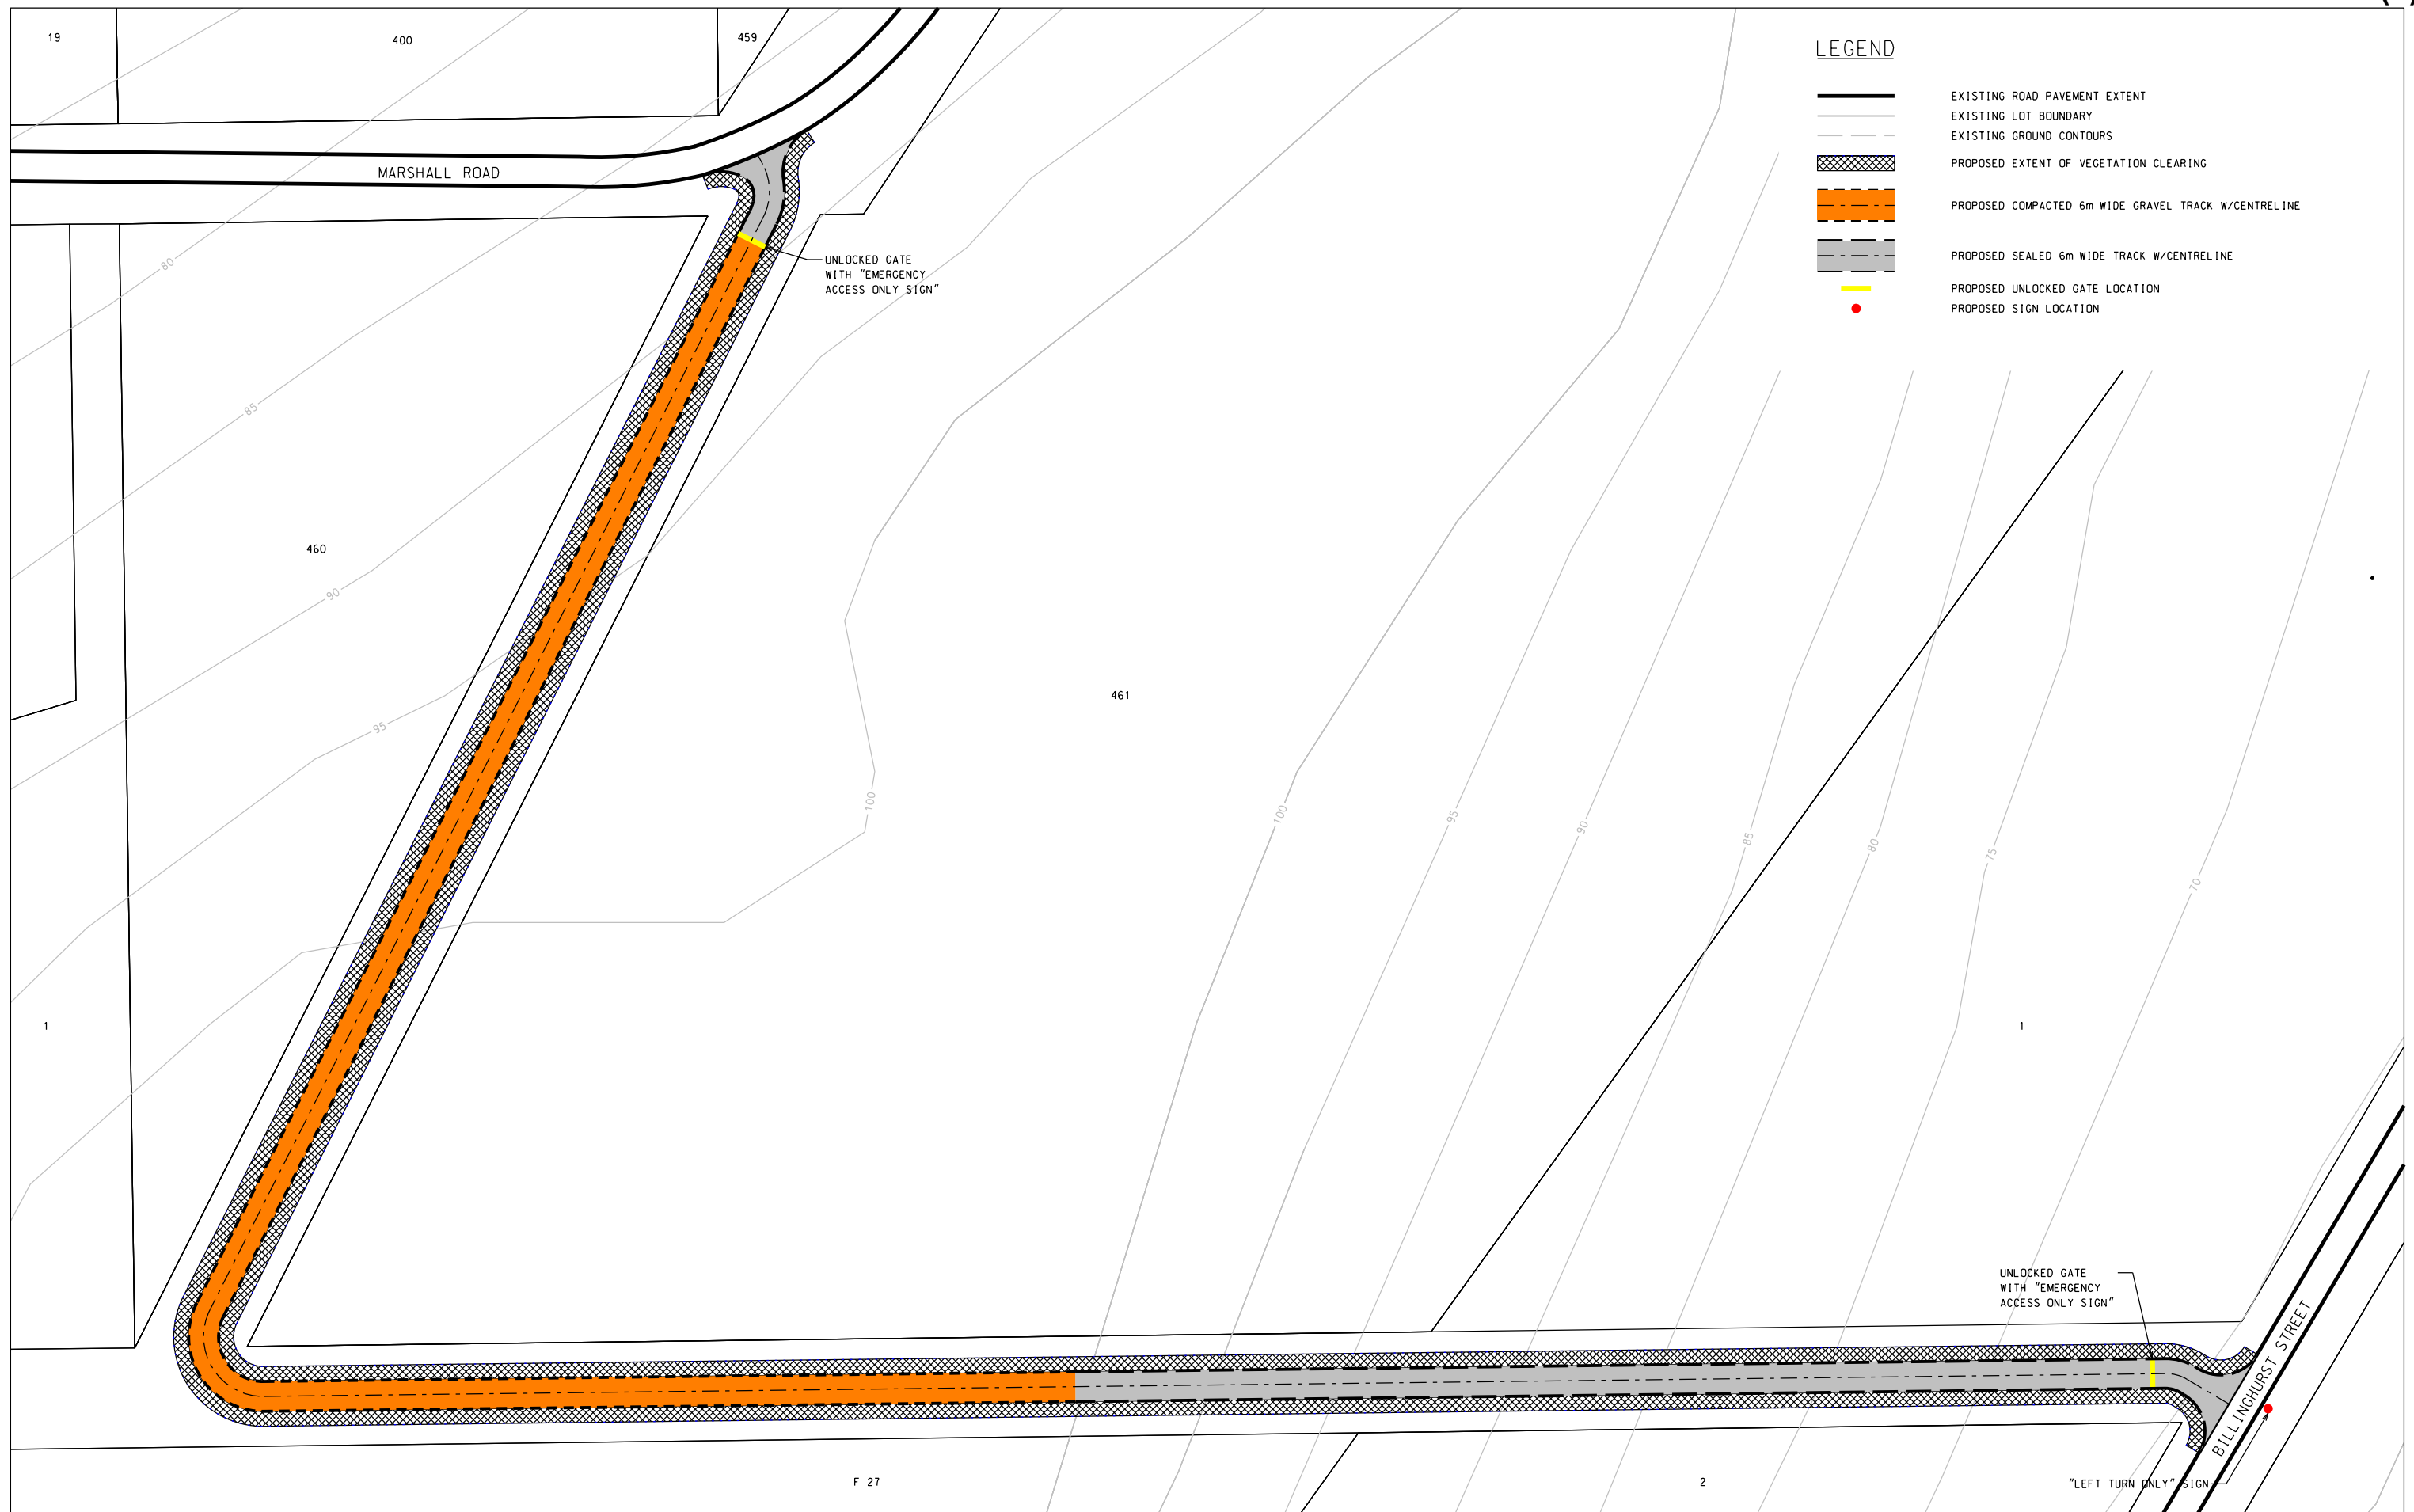 19
400
459
LEGEND
EXISTING ROAD PAVEMENT EXTENT
EXISTING LOT BOUNDARY
EXISTING GROUND CONTOURS
PROPOSED EXTENT OF VEGETATION CLEARING
PROPOSED COMPACTED 6m WIDE GRAVEL TRACK W/CENTRELINE
PROPOSED SEALED 6m WIDE TRACK W/CENTRELINE
PROPOSED UNLOCKED GATE LOCATION
PROPOSED SIGN LOCATION
MARSHALL ROAD
UNLOCKED GATE
WITH "EMERGENCY
ACCESS ONLY SIGN"
80
85
460
90
95
461
100
100
95
90
85
80
75
70
1
1
UNLOCKED GATE
WITH "EMERGENCY
ACCESS ONLY SIGN"
BILLINGHURST STREET
F 27
2
"LEFT TURN ONLY" SIGN